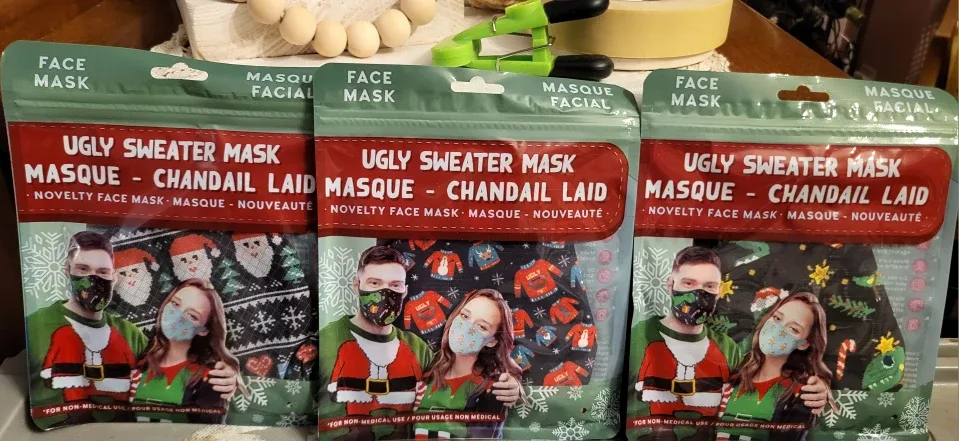 FACE MASK
MASQUE FACIAL
UGLY SWEATER MASK
MASQUE - CHANDAIL LAID
· NOVELTY FACE MASK · MASQUE - NOUVEAUTÉ
*FOR NON-MEDICAL USE / POUR USAGE NON MÉDICAL
FACE MASK
MASQUE FACIAL
UGLY SWEATER MASK
MASQUE - CHANDAIL LAID
· NOVELTY FACE MASK · MASQUE - NOUVEAUTÉ ·
UGLY
UGLY
UGLY
*FOR NON-MEDICAL USE / POUR USAGE NON MÉDICAL
FACE MASK
MASQUE FACIAL
UGLY SWEATER MASK
MASQUE - CHANDAIL LAID
· NOVELTY FACE MASK · MASQUE - NOUVEAUTÉ ·
*FOR NON-MEDICAL USE / POUR USAGE NON MÉDICAL